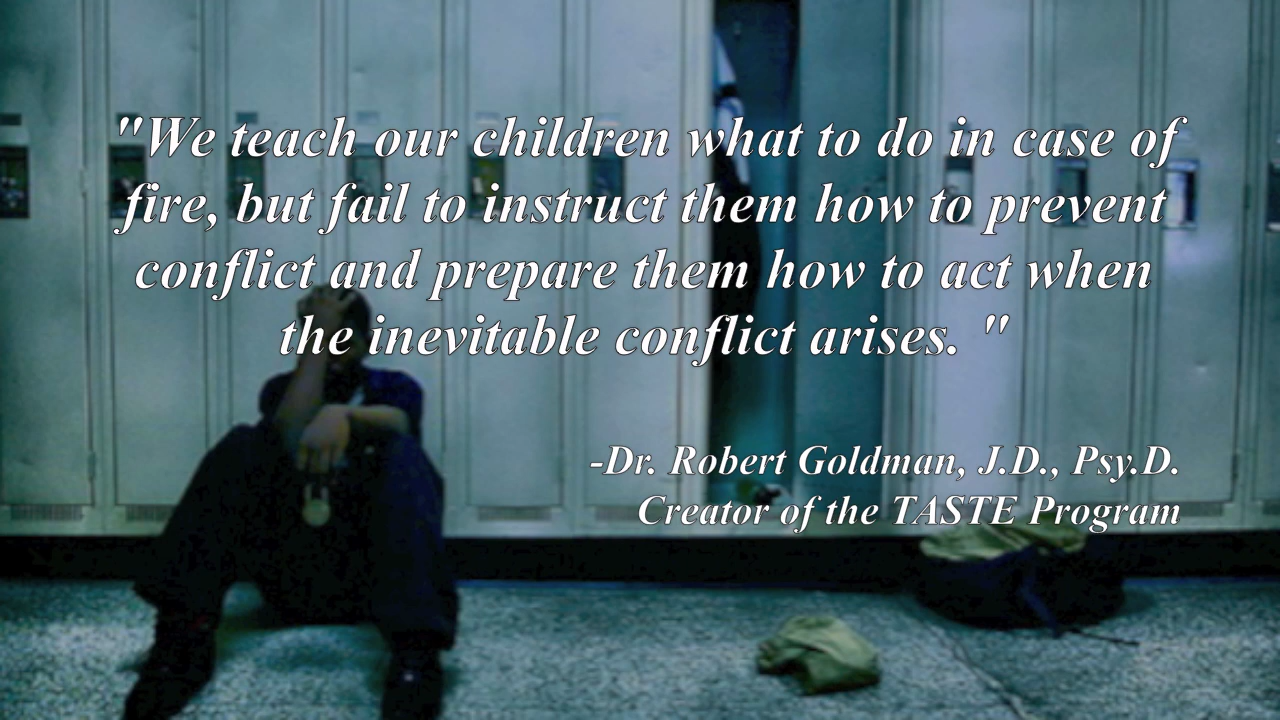 "We teach our children what to do in case of
fire, but fail to instruct them how to prevent
conflict and prepare them how to act when
the inevitable conflict arises. "
-Dr. Robert Goldman, J.D., Psy.D.
Creator of the TASTE Program